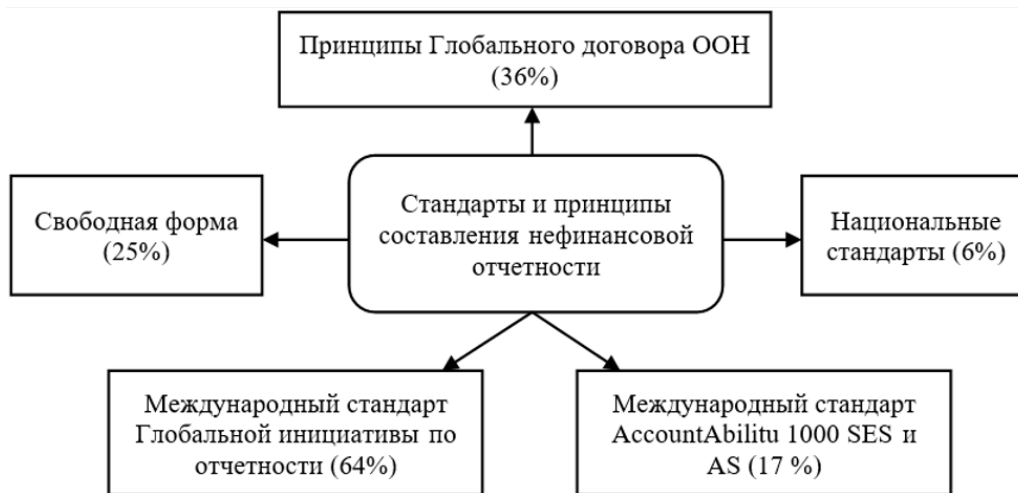 Принципы Глобального договора ООН
(36%)
Свободная форма
(25%)
Стандарты и принципы
составления нефинансовой
отчетности
Национальные
стандарты (6%)
Международный стандарт
Глобальной инициативы по
отчетности (64%)
Международный стандарт
AccountAbilitu 1000 SES и
AS (17 %)